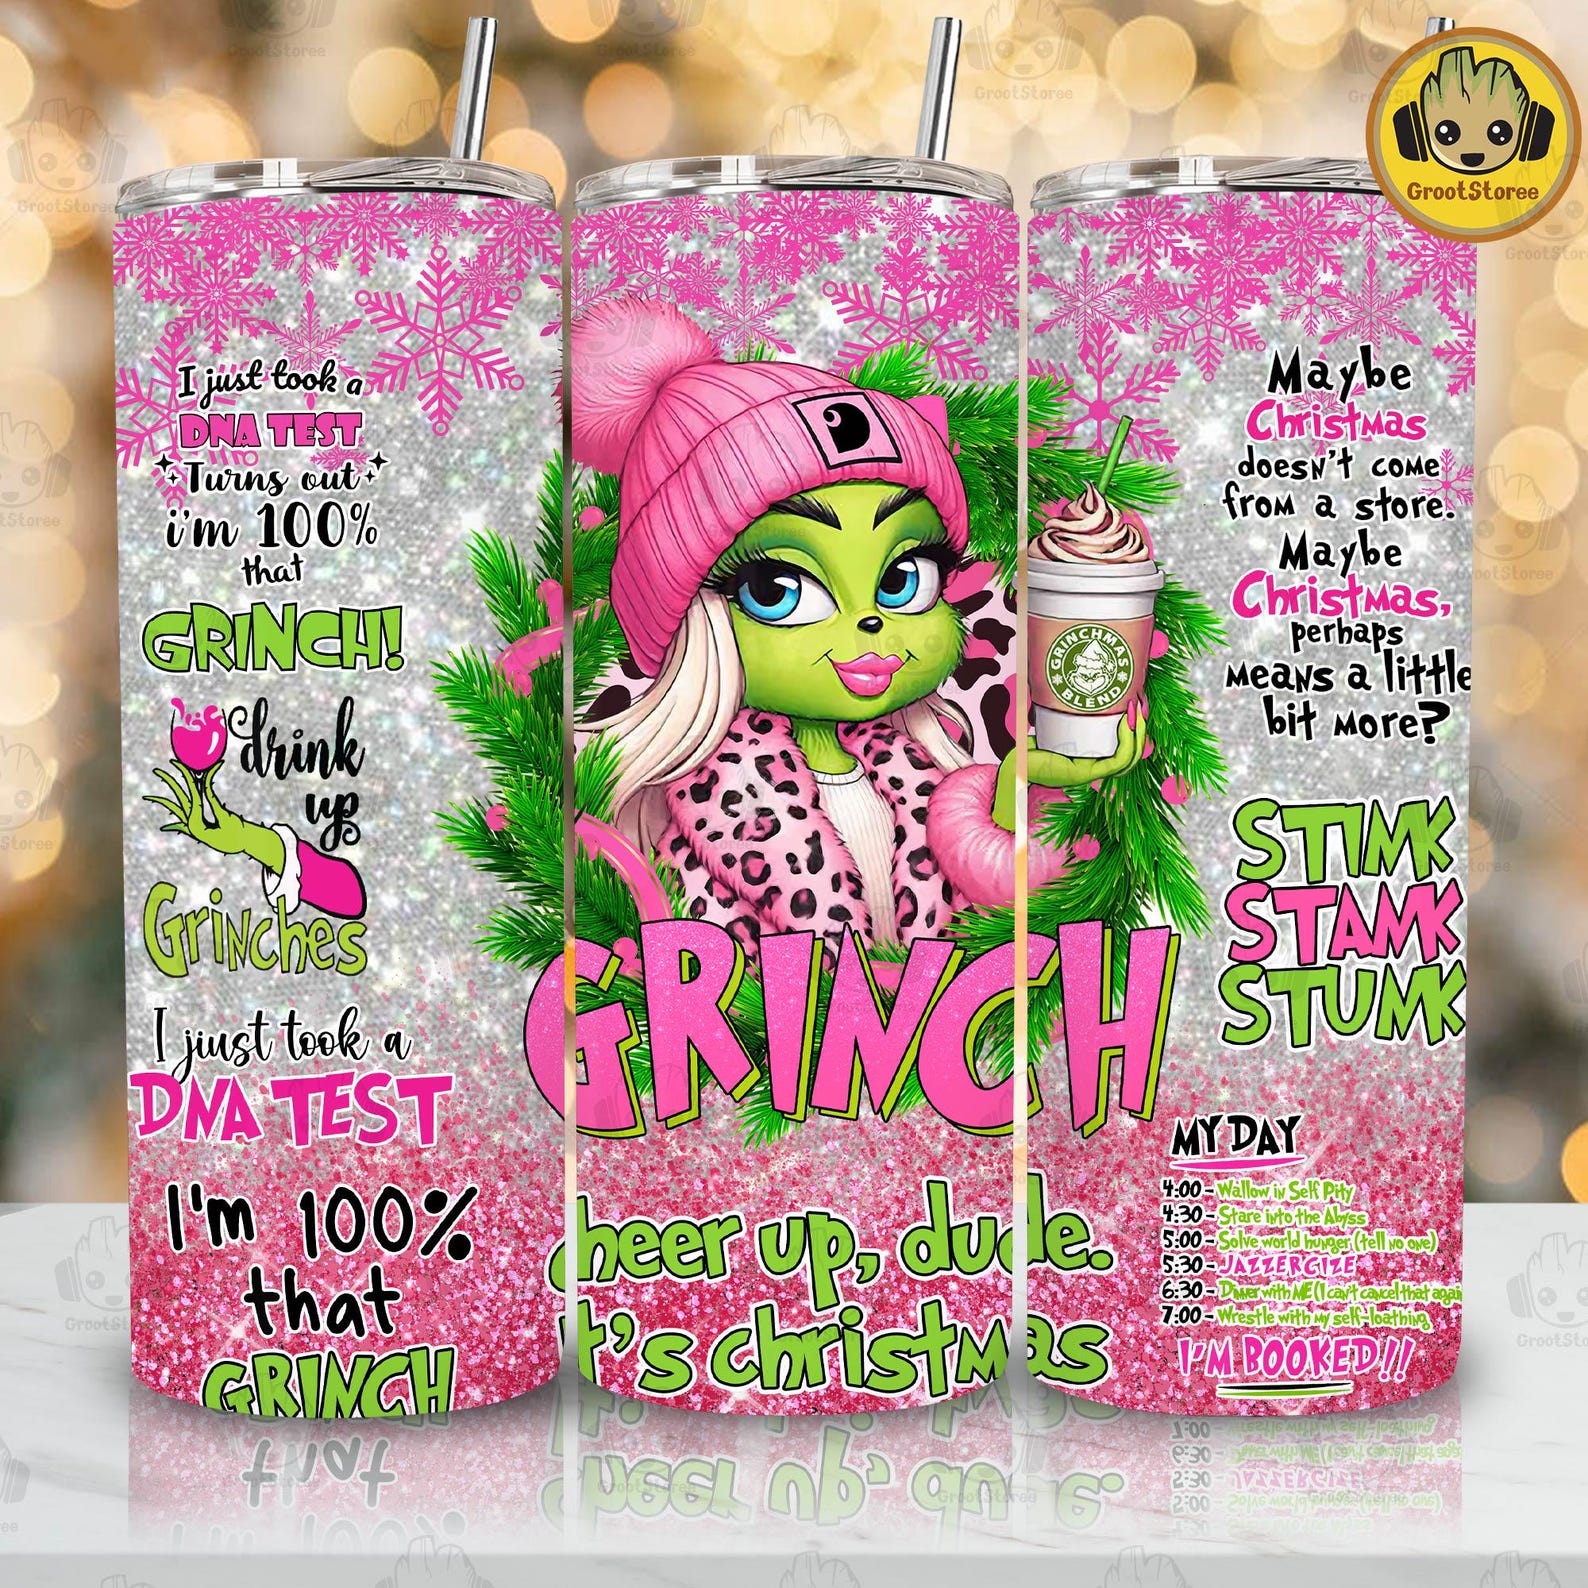 GrootStoree
I just took a
DNA TEST
Turns out
i'm 100%
that
GRINCH!
drink
up
Grinches
I jiust took a
DNA TEST
I'm 100%
that
GRINCH
GRINCHMAS
BLEND
GRINCH
cheer up, dude.
it's christmas
Maybe
Christmas
doesn't come
from a store.
Maybe
Christmas,
perhaps
means a little
bit more?
STINK
STANK
STUNK
MY DAY
4:00 - Wallow in Self Pity
4:30 - Stare into the Abyss
5:00 - Solve world hunger (tell no one)
5:30 - JAZZERCIZE
6:30 - Dinner with ME (I can't cancel that again
7:00 - Wrestle with my self-loathing
I'M BOOKED!!